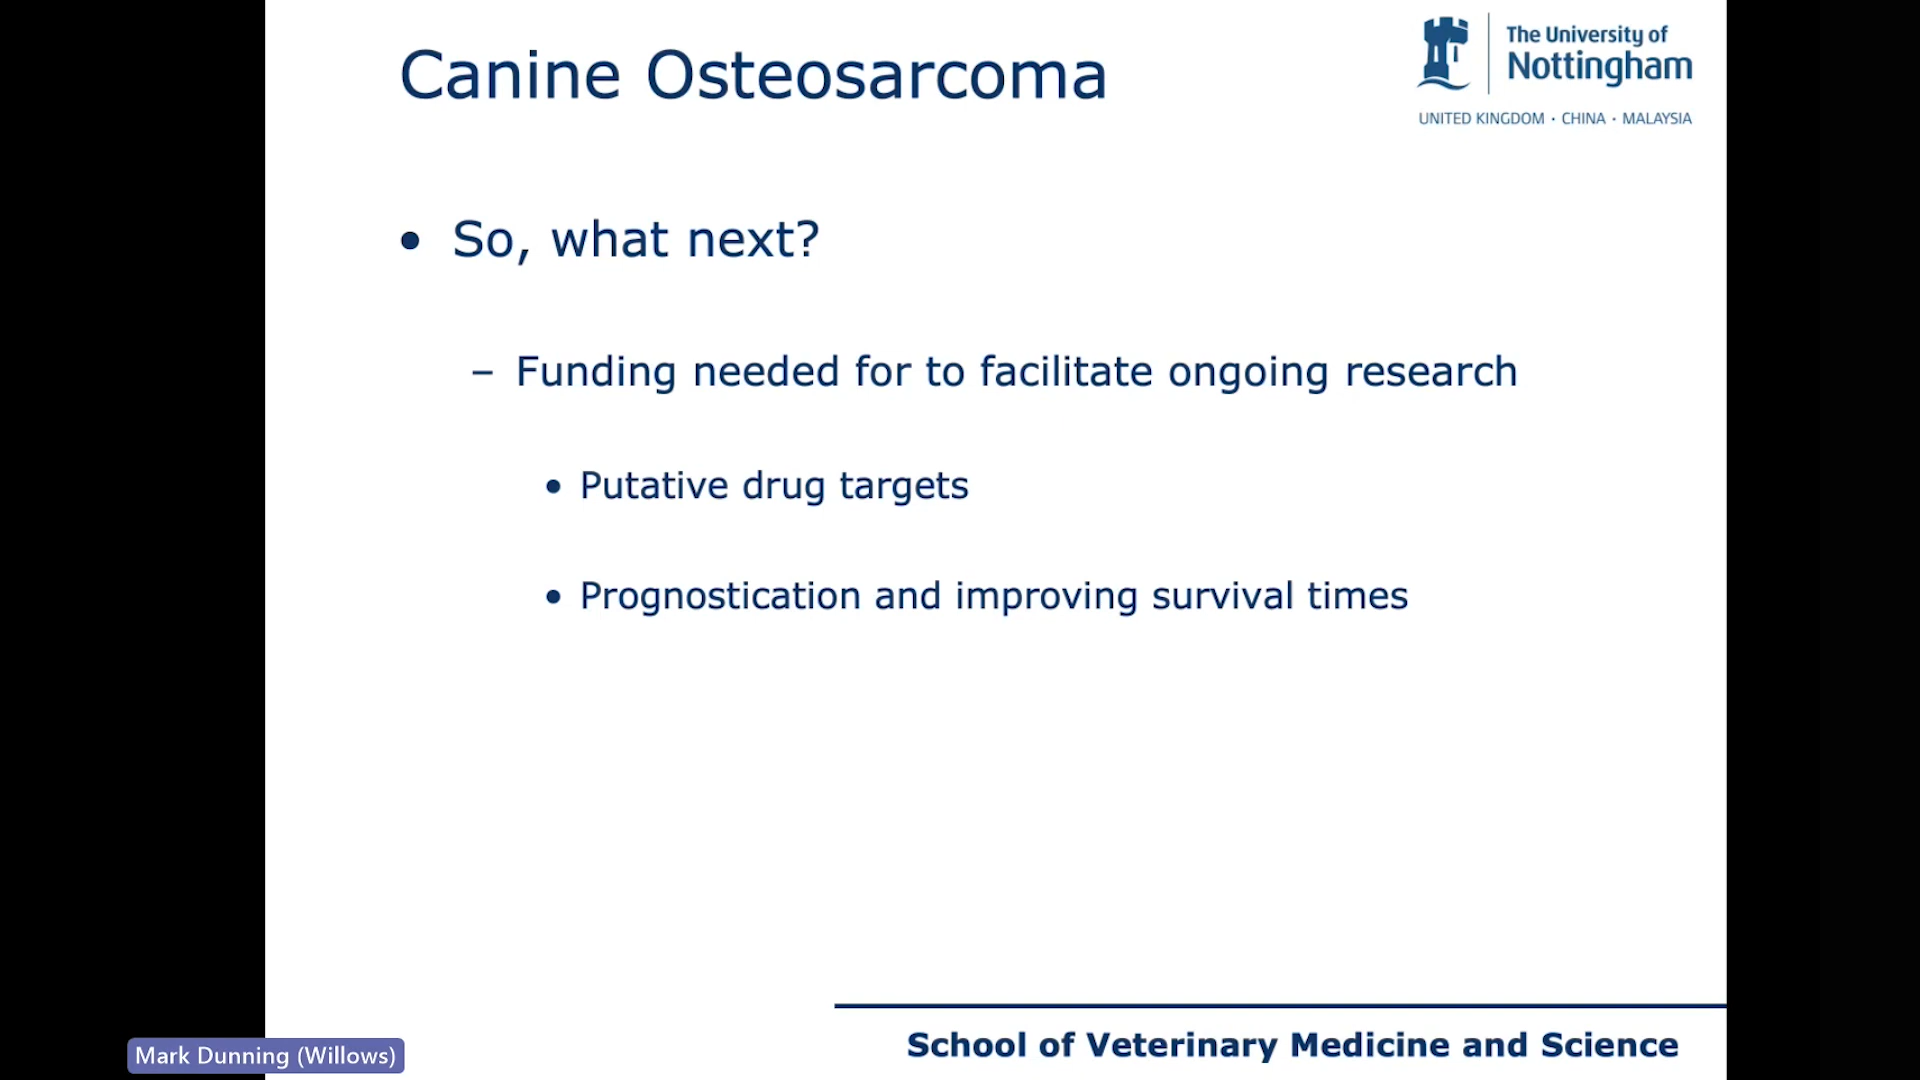 Canine Osteosarcoma
The University of
Nottingham
UNITED KINGDOM · CHINA · MALAYSIA
• So, what next?
– Funding needed for to facilitate ongoing research
• Putative drug targets
• Prognostication and improving survival times
School of Veterinary Medicine and Science
Mark Dunning (Willows)